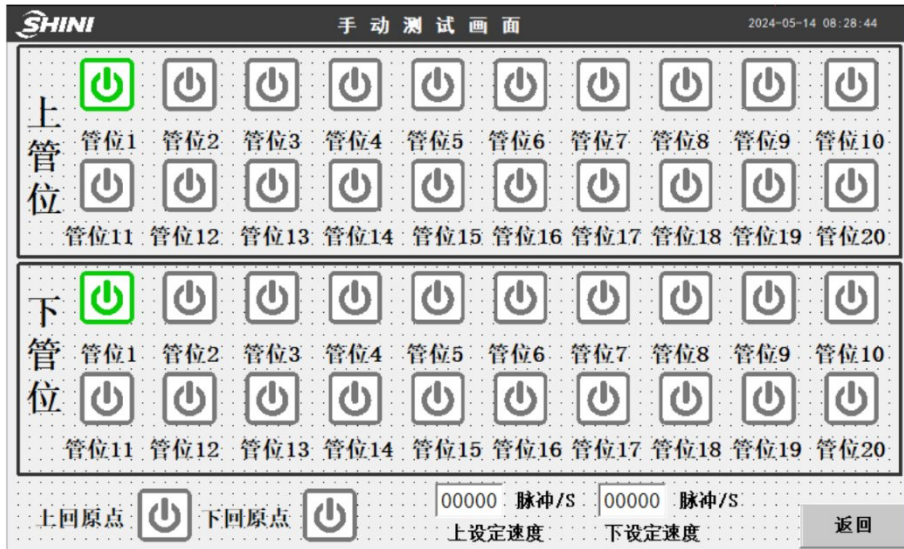 SHINI 手动测试画面 2024-05-14 08:28:44
上管位
管位1 管位2 管位3 管位4 管位5 管位6 管位7 管位8 管位9 管位10
管位11 管位12 管位13 管位14 管位15 管位16 管位17 管位18 管位19 管位20
下管位
管位1 管位2 管位3 管位4 管位5 管位6 管位7 管位8 管位9 管位10
管位11 管位12 管位13 管位14 管位15 管位16 管位17 管位18 管位19 管位20
上回原点 下回原点
00000 脉冲/S 00000 脉冲/S
上设定速度 下设定速度
返回